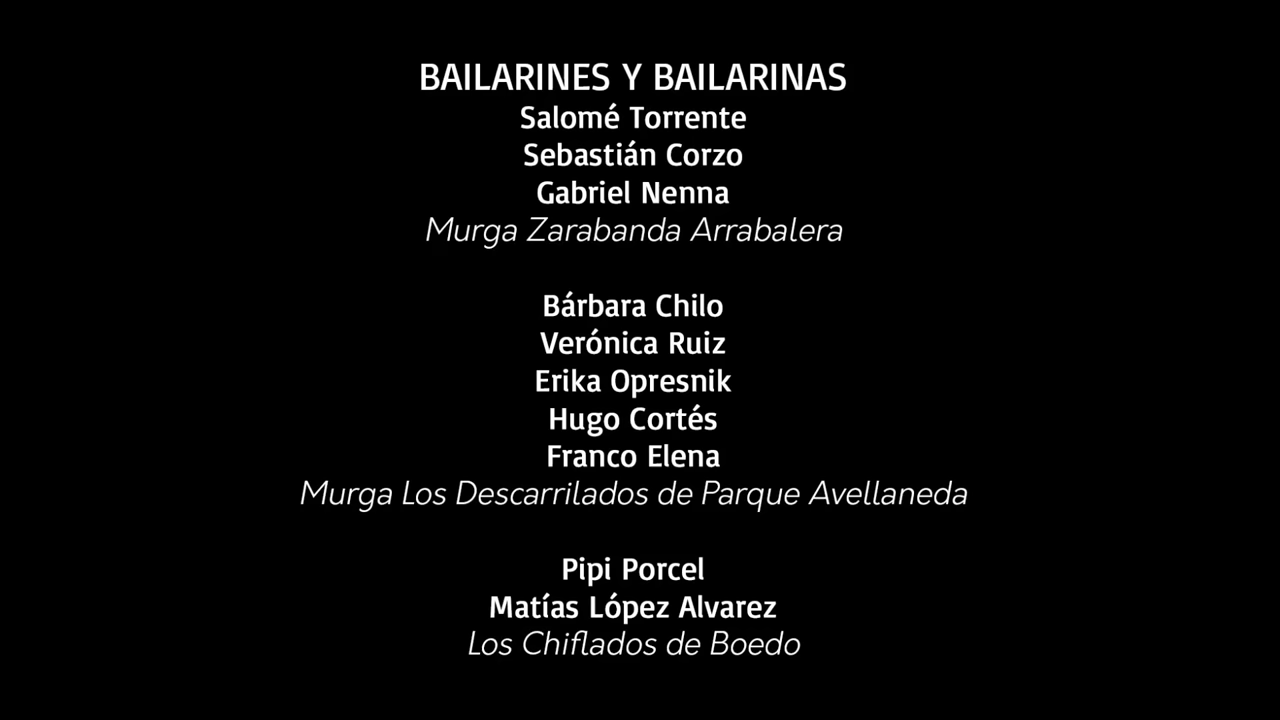 BAILARINES Y BAILARINAS
Salomé Torrente
Sebastián Corzo
Gabriel Nenna
Murga Zarabanda Arrabalera
Bárbara Chilo
Verónica Ruiz
Erika Opresnik
Hugo Cortés
Franco Elena
Murga Los Descarrilados de Parque Avellaneda
Pipi Porcel
Matías López Alvarez
Los Chiflados de Boedo